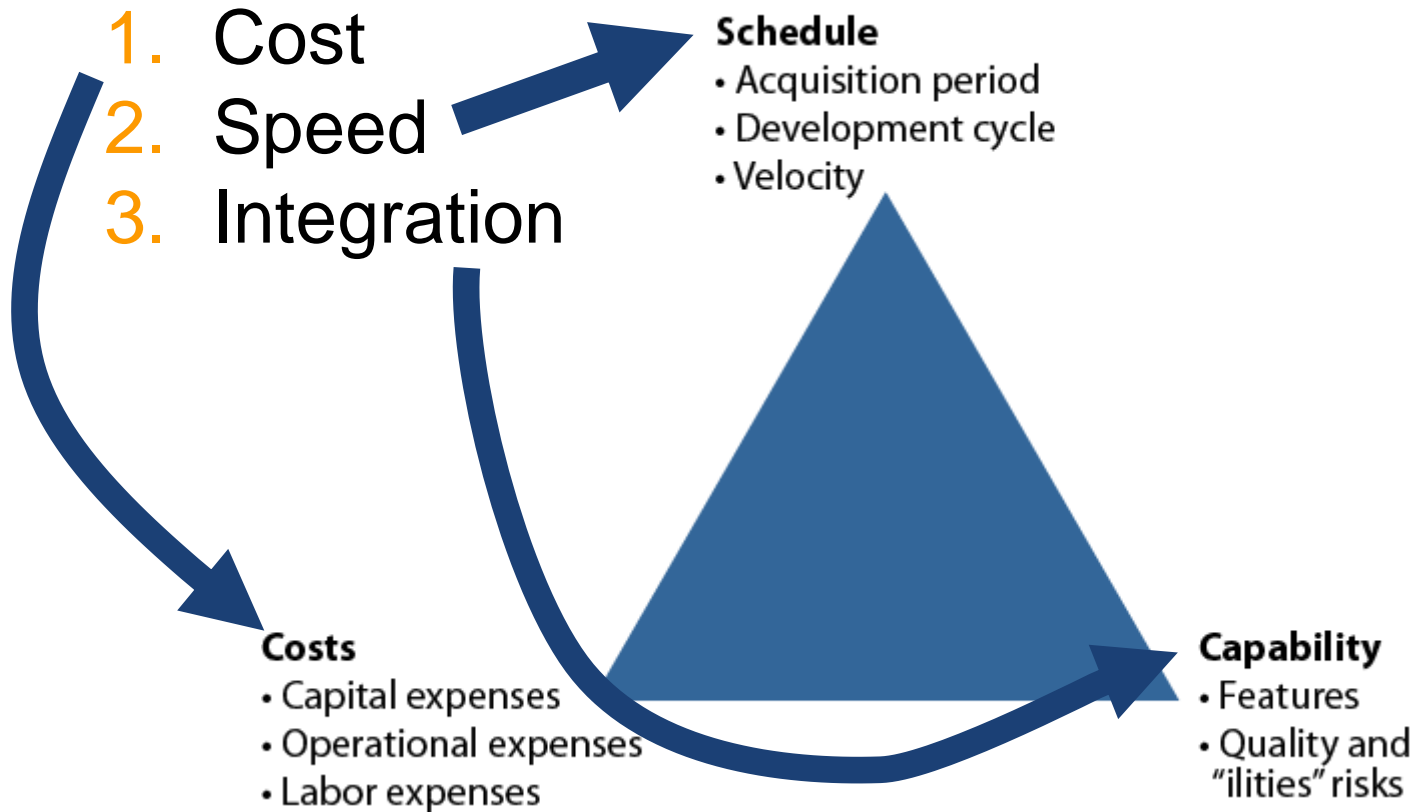 1. Cost
2. Speed
3. Integration
Schedule
• Acquisition period
• Development cycle
• Velocity
Costs
• Capital expenses
• Operational expenses
• Labor expenses
Capability
• Features
• Quality and
“ilities” risks